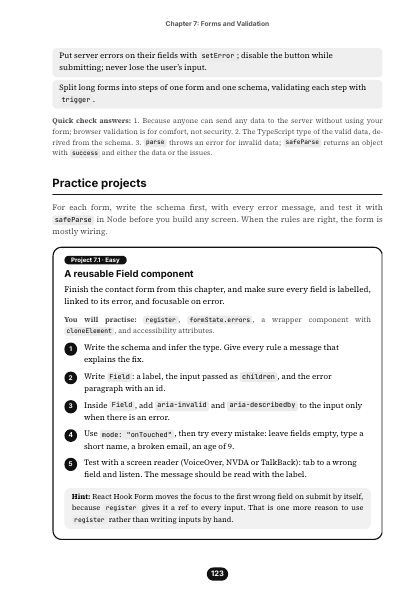 Chapter 7: Forms and Validation
Put server errors on their fields with setError; disable the button while
submitting; never lose the user's input.
Split long forms into steps of one form and one schema, validating each step with
trigger.
Quick check answers: 1. Because anyone can send any data to the server without using your
form; browser validation is for comfort, not security. 2. The TypeScript type of the valid data, de-
rived from the schema. 3. parse throws an error for invalid data; safeParse returns an object
with success and either the data or the issues.
Practice projects
For each form, write the schema first, with every error message, and test it with
safeParse in Node before you build any screen. When the rules are right, the form is
mostly wiring.
Project 7.1 · Easy
A reusable Field component
Finish the contact form from this chapter, and make sure every field is labelled,
linked to its error, and focusable on error.
You will practise: register, formState.errors, a wrapper component with
cloneElement, and accessibility attributes.
1 Write the schema and infer the type. Give every rule a message that
explains the fix.
2 Write Field: a label, the input passed as children, and the error
paragraph with an id.
3 Inside Field, add aria-invalid and aria-describedby to the input only
when there is an error.
4 Use mode: "onTouched", then try every mistake: leave fields empty, type a
short name, a broken email, an age of 9.
5 Test with a screen reader (VoiceOver, NVDA or TalkBack): tab to a wrong
field and listen. The message should be read with the label.
Hint: React Hook Form moves the focus to the first wrong field on submit by itself,
because register gives it a ref to every input. That is one more reason to use
register rather than writing inputs by hand.
123